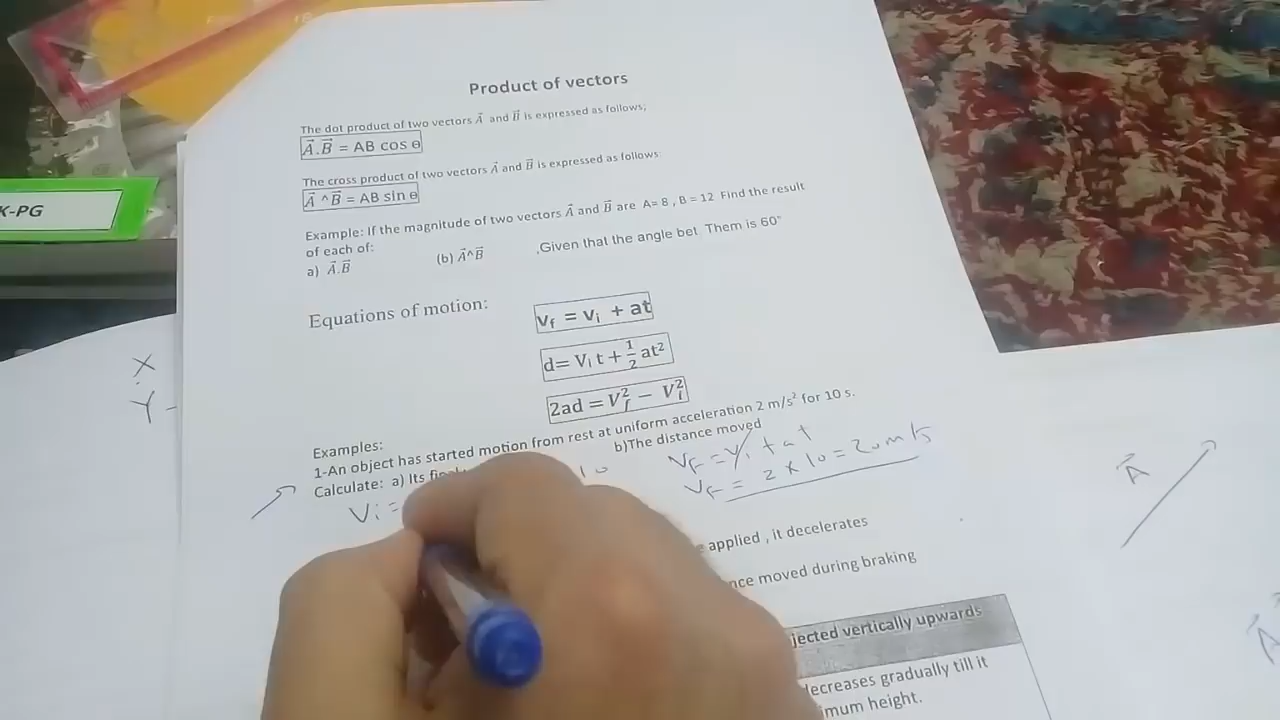 Product of vectors
The dot product of two vectors A⃗ and B⃗ is expressed as follows;
A⃗.B⃗ = AB cos ɵ
The cross product of two vectors A⃗ and B⃗ is expressed as follows
A⃗ ^B⃗ = AB sin ɵ
Example: If the magnitude of two vectors A⃗ and B⃗ are A= 8 , B = 12 Find the result
of each of:
a) A⃗.B⃗ (b) A⃗^B⃗ .Given that the angle bet. Them is 60°
Equations of motion:
vf = vi + at
d= Vi t + 1/2 at²
2ad = Vf² − Vi²
Examples:
1-An object has started motion from rest at uniform acceleration 2 m/s² for 10 s.
Calculate: a) Its b)The distance moved
Vi = 10
VF = Vi + at
VF = 2 × 10 = 20 m/s
applied , it decelerates
moved during braking
vertically upwards
decreases gradually till it
height.
X
Y
A⃗
A⃗
K-PG